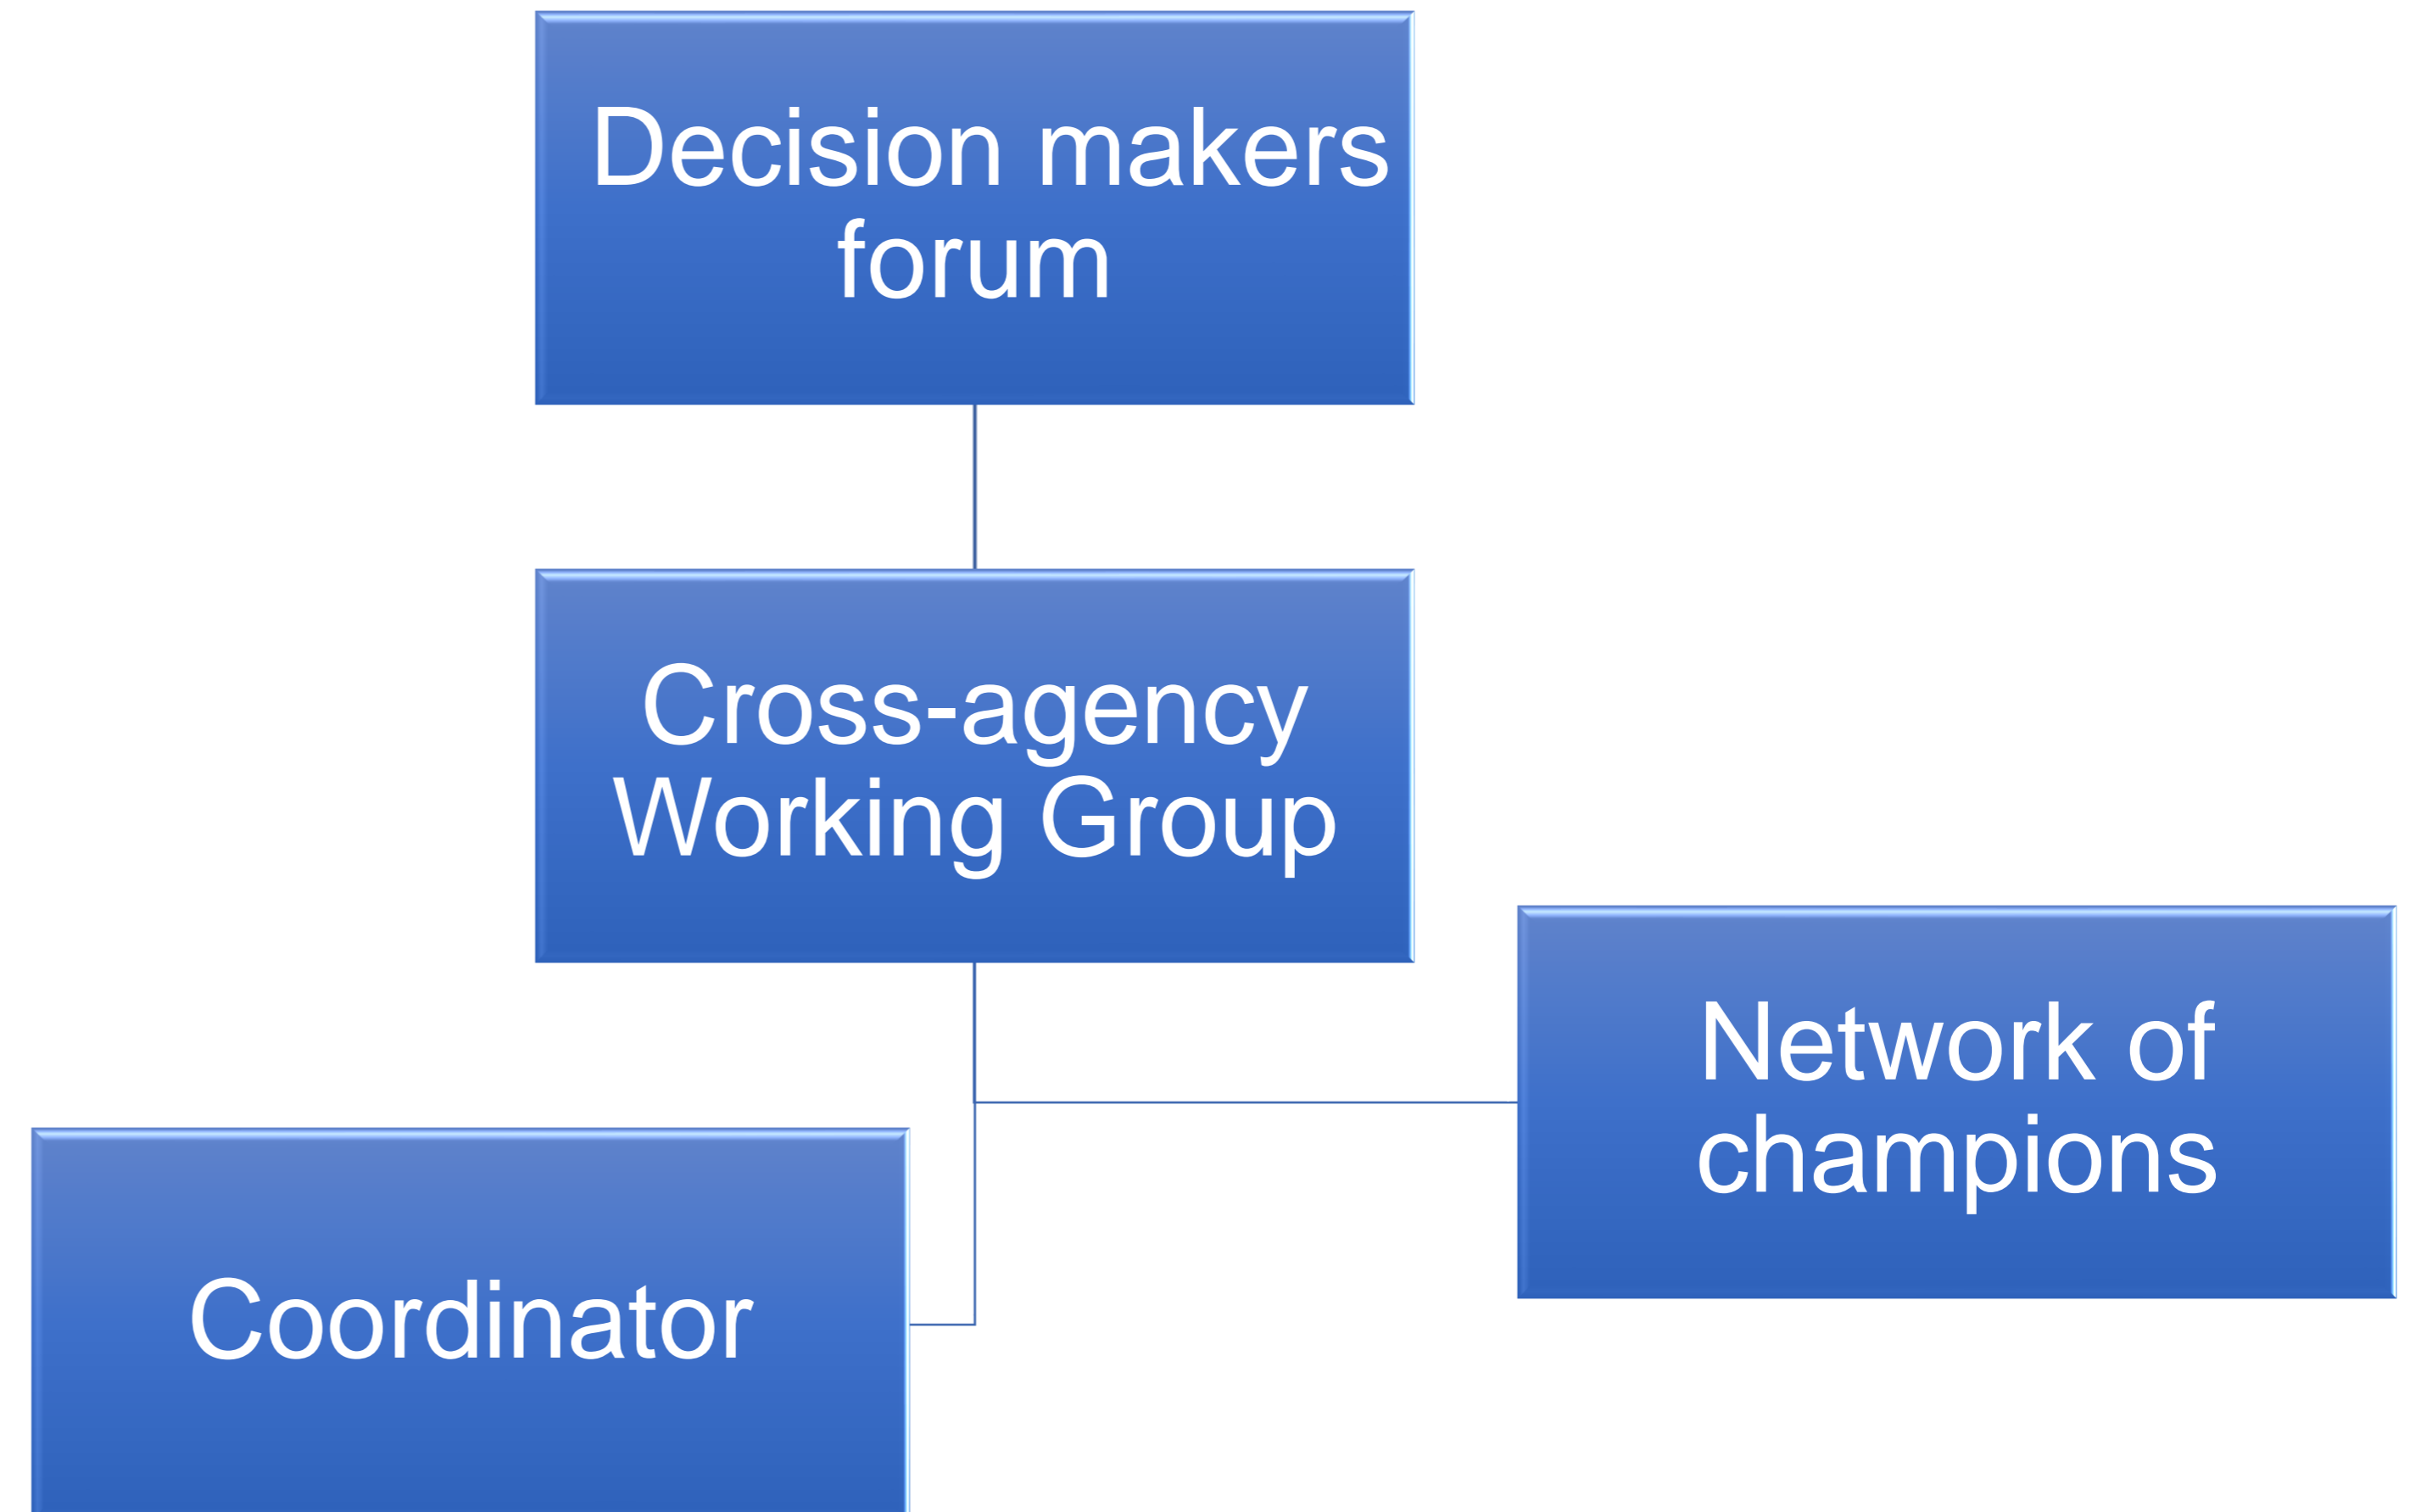 Decision makers
forum
Cross-agency
Working Group
Network of
champions
Coordinator